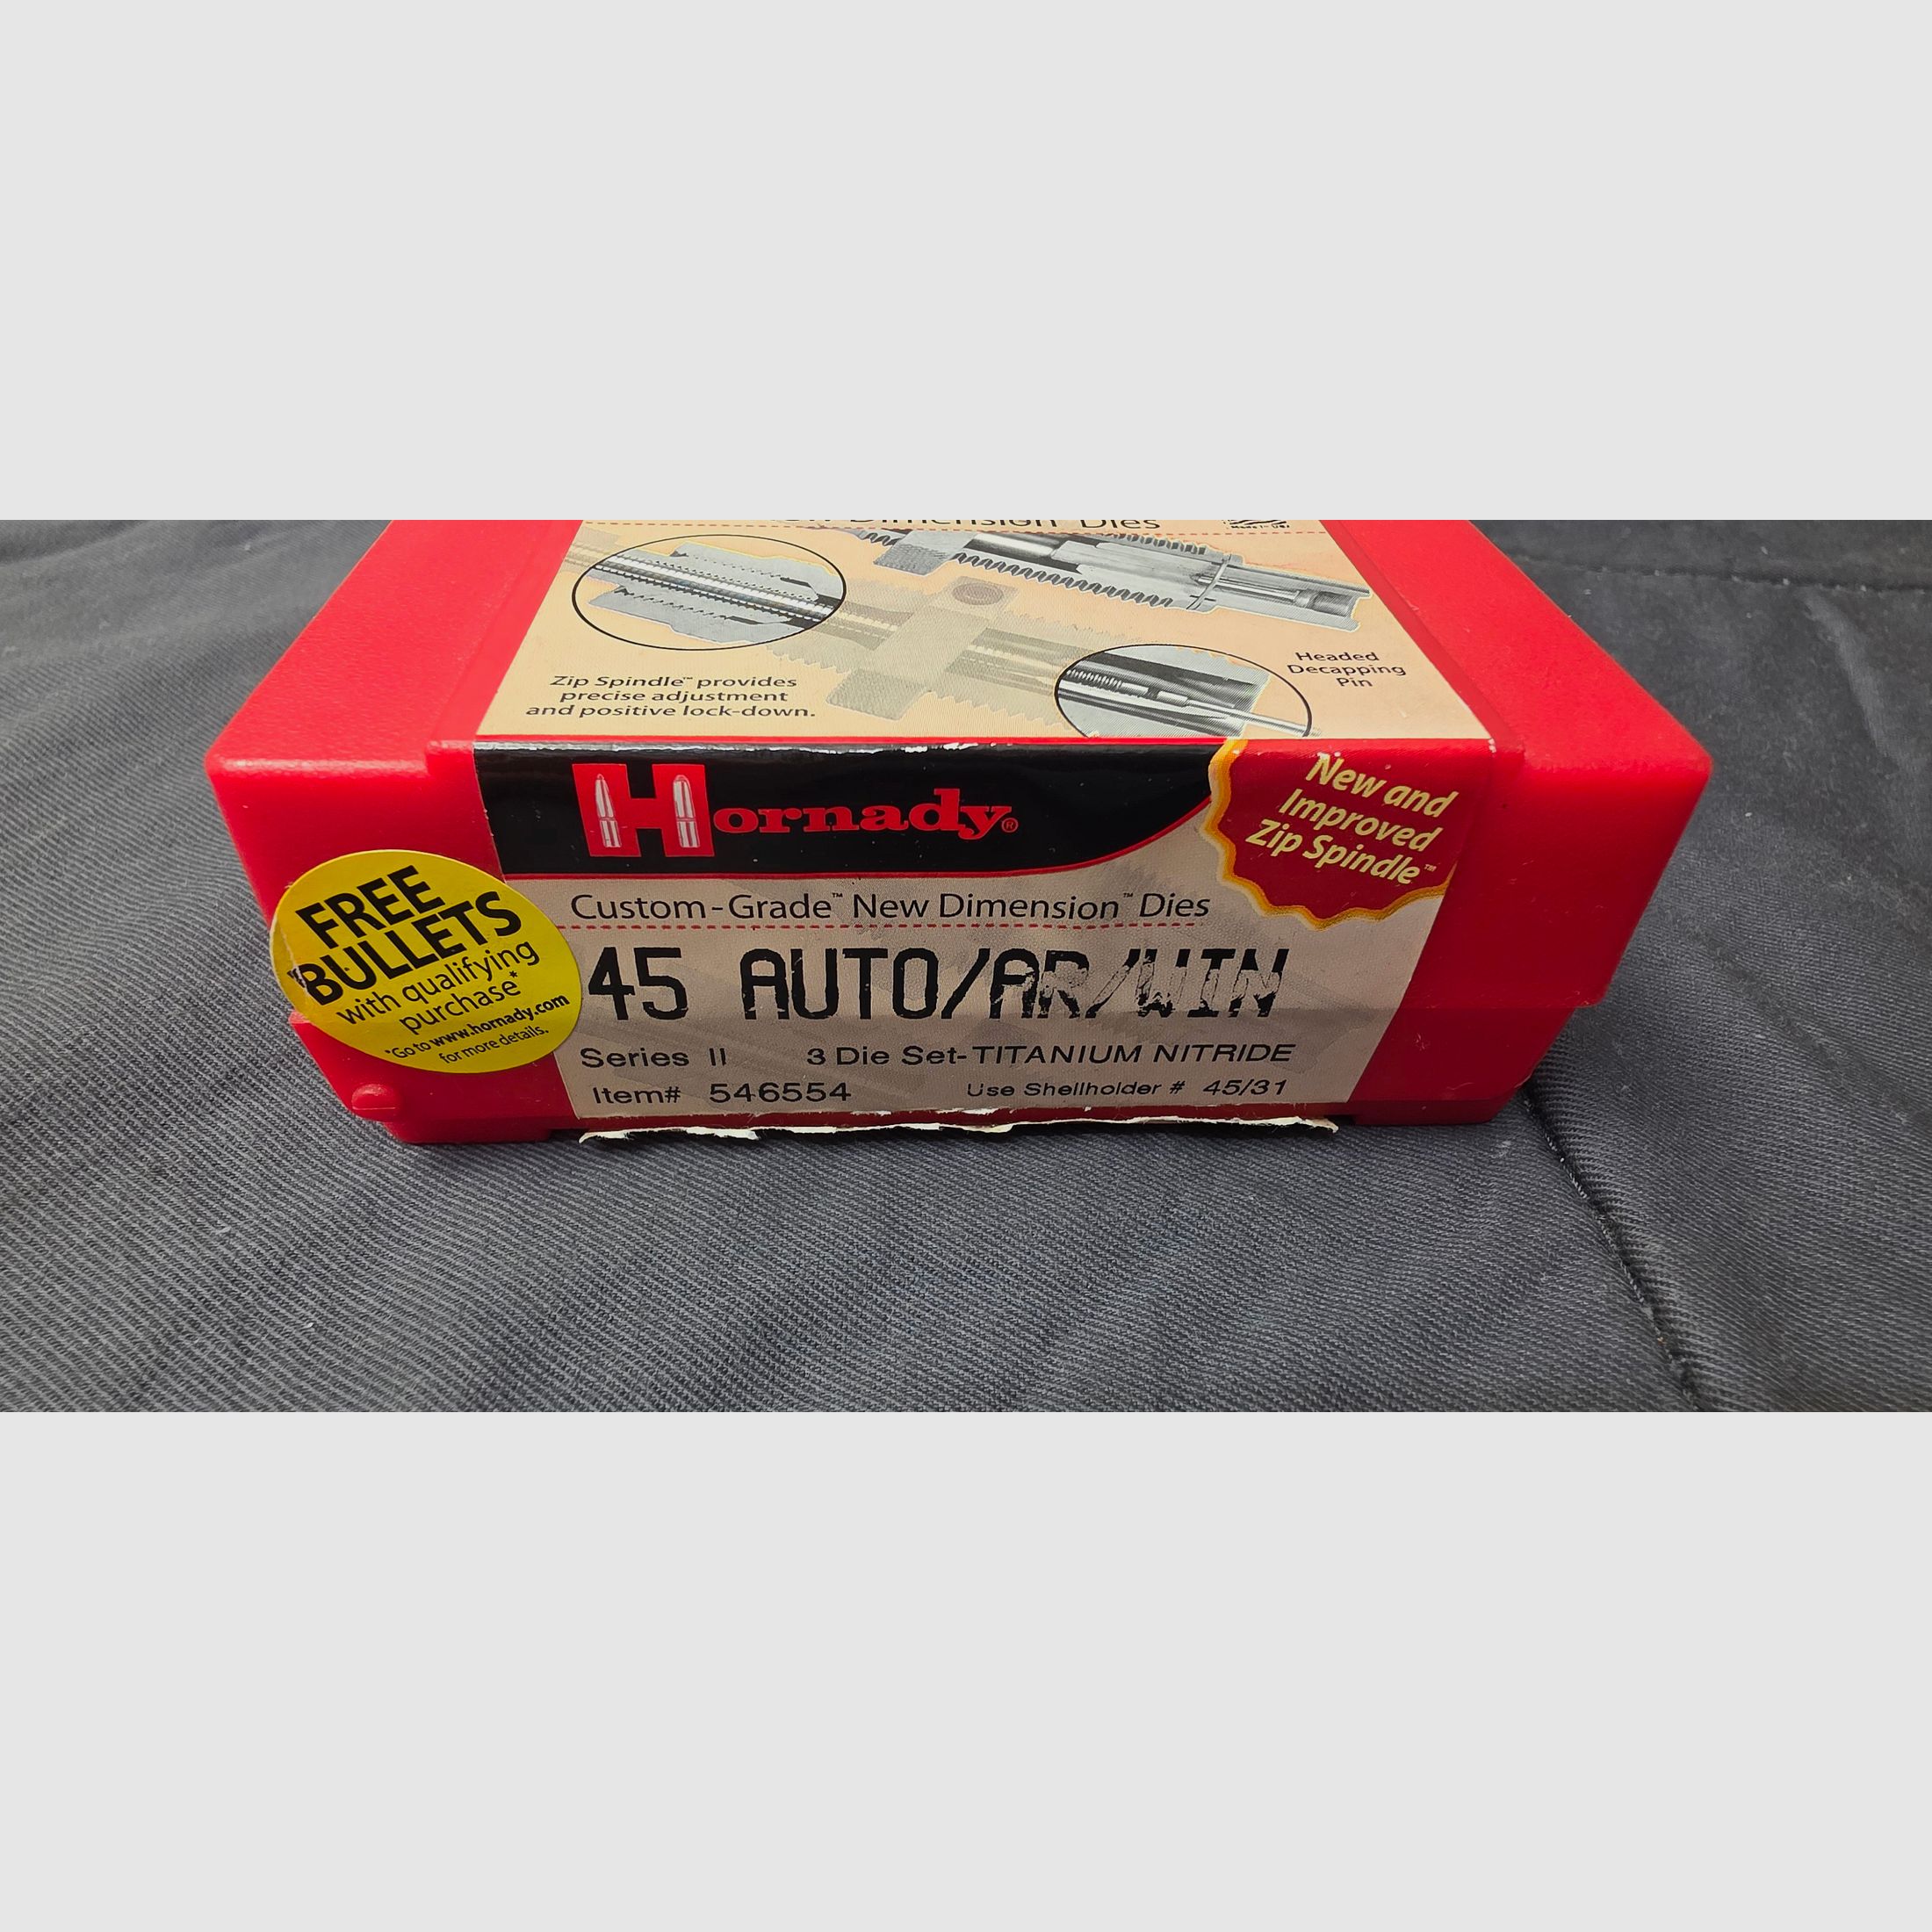 Dimension Dies
Zip Spindle™ provides
precise adjustment
and positive lock-down.
Headed
Decapping
Pin
Hornady®
New and
Improved
Zip Spindle™
Custom-Grade™ New Dimension™ Dies
45 AUTO/AR/WIN
Series II 3 Die Set-TITANIUM NITRIDE
Item# 546554 Use Shellholder # 45/31
FREE
BULLETS
with qualifying
purchase*
*Go to www.hornady.com
for more details.